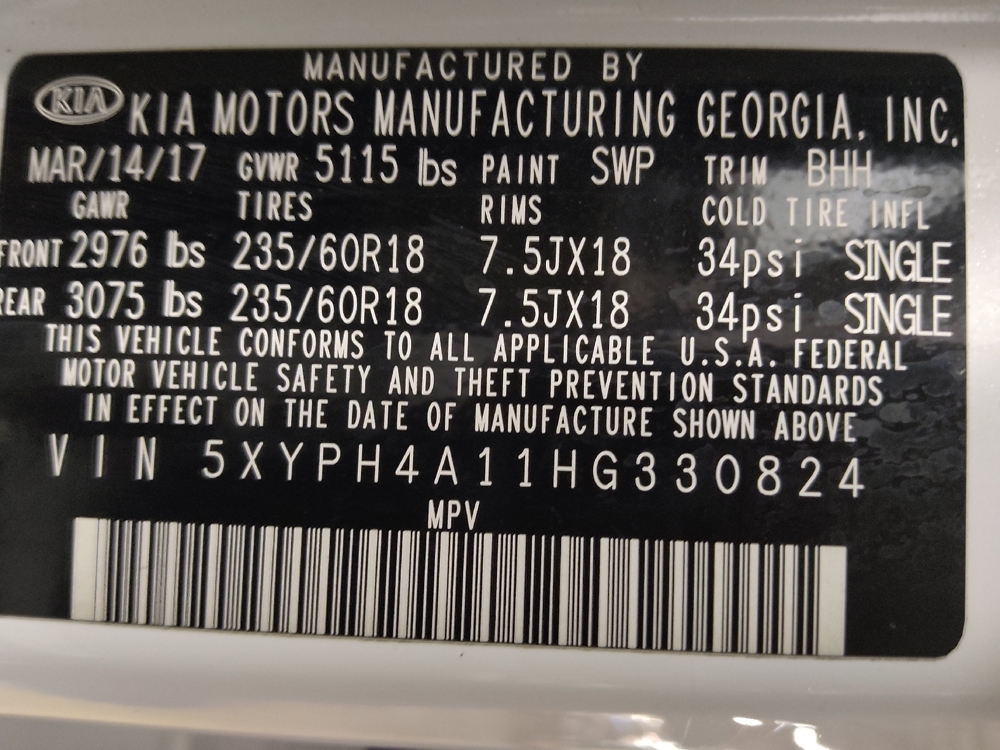 MANUFACTURED BY
KIA KIA MOTORS MANUFACTURING GEORGIA, INC.
MAR/14/17 GVWR 5115 lbs PAINT SWP TRIM BHH
GAWR TIRES RIMS COLD TIRE INFL
FRONT 2976 lbs 235/60R18 7.5JX18 34psi SINGLE
REAR 3075 lbs 235/60R18 7.5JX18 34psi SINGLE
THIS VEHICLE CONFORMS TO ALL APPLICABLE U.S.A. FEDERAL
MOTOR VEHICLE SAFETY AND THEFT PREVENTION STANDARDS
IN EFFECT ON THE DATE OF MANUFACTURE SHOWN ABOVE
VIN 5XYPH4A11HG330824
MPV